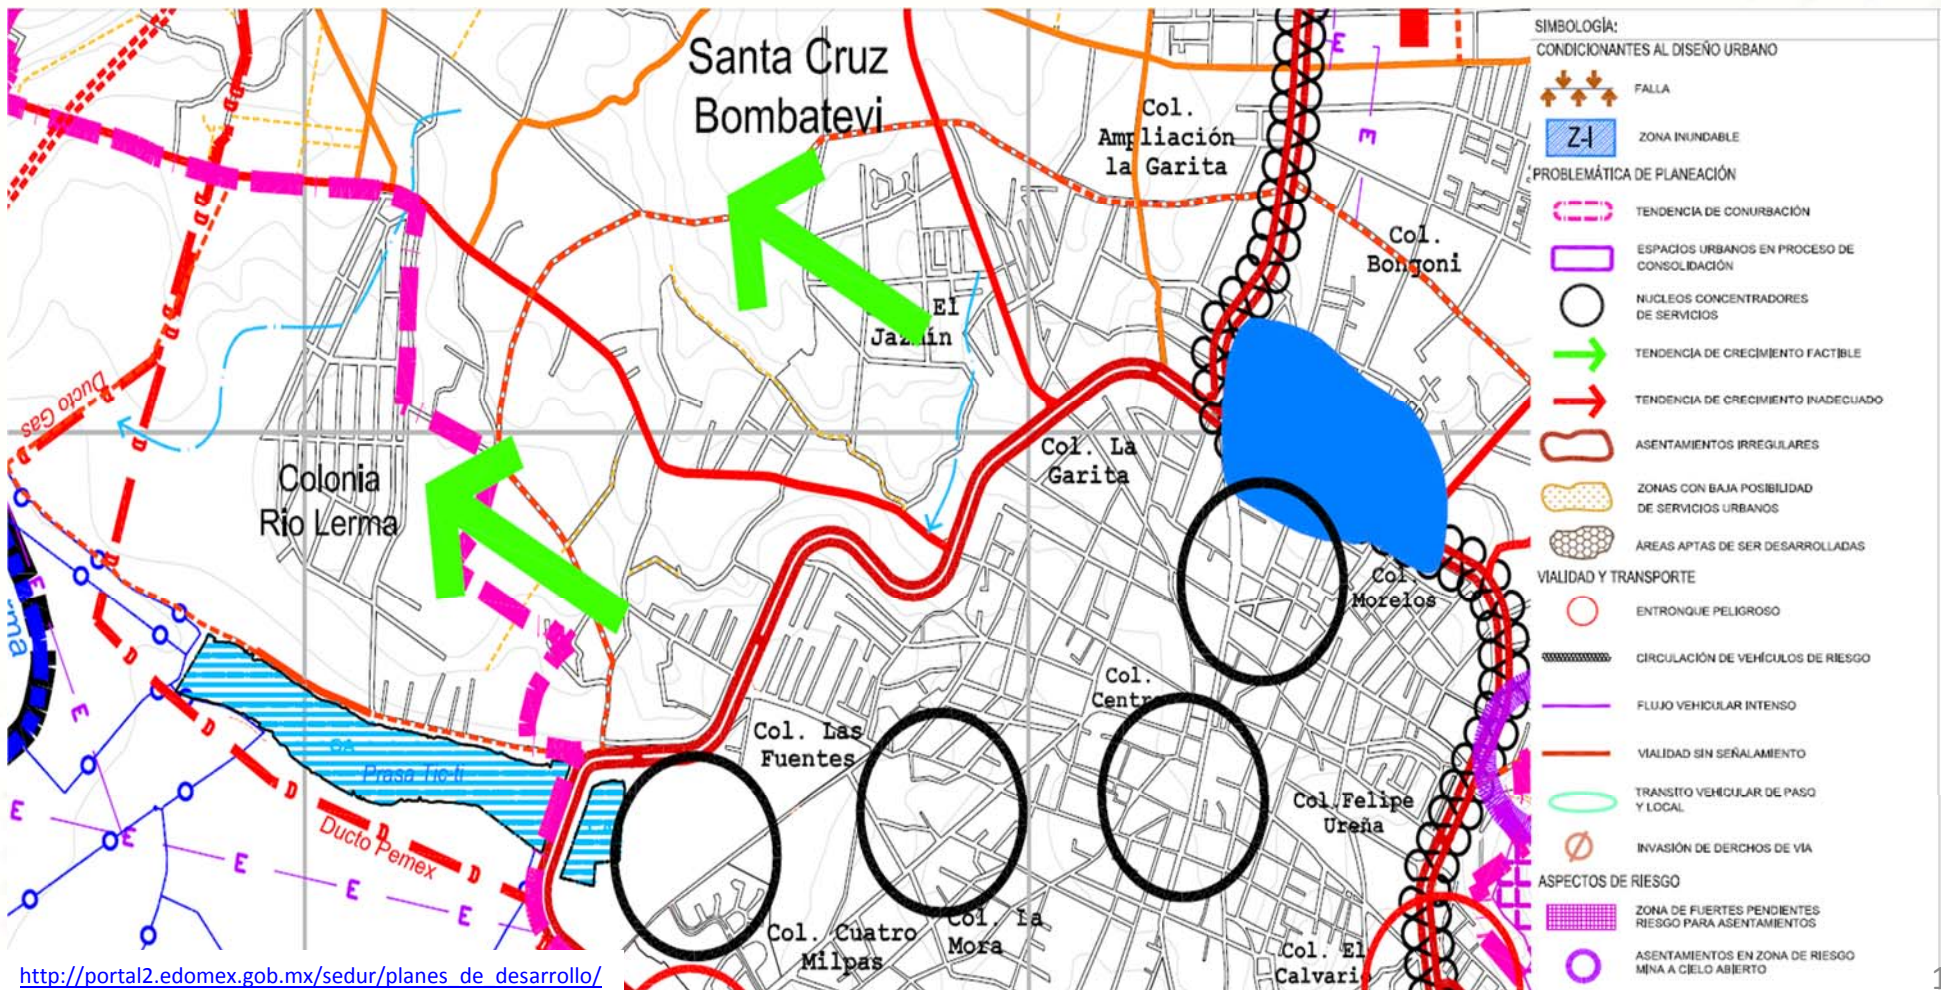 Santa Cruz
Bombatevi
Col.
Ampliación
la Garita
Col.
Bongoni
El
Jazmín
Ducto Gas
Col. La
Garita
Colonia
Rio Lerma
Col.
Morelos
Col.
Centro
Col. Las
Fuentes
Prasa Tic-ti
Col.Felipe
Ureña
Ducto Pemex
Col. Cuatro
Milpas
Col. La
Mora
Col. El
Calvario
D
D
D
D
D
D
D
D
D
D
D
D
D
E
E
E
E
E
E
E
E
E
http://portal2.edomex.gob.mx/sedur/planes_de_desarrollo/
SIMBOLOGÍA:
CONDICIONANTES AL DISEÑO URBANO
FALLA
Z-I
ZONA INUNDABLE
PROBLEMÁTICA DE PLANEACIÓN
TENDENCIA DE CONURBACIÓN
ESPACIOS URBANOS EN PROCESO DE
CONSOLIDACIÓN
NUCLEOS CONCENTRADORES
DE SERVICIOS
TENDENCIA DE CRECIMIENTO FACTIBLE
TENDENCIA DE CRECIMIENTO INADECUADO
ASENTAMIENTOS IRREGULARES
ZONAS CON BAJA POSIBILIDAD
DE SERVICIOS URBANOS
ÁREAS APTAS DE SER DESARROLLADAS
VIALIDAD Y TRANSPORTE
ENTRONQUE PELIGROSO
CIRCULACIÓN DE VEHÍCULOS DE RIESGO
FLUJO VEHICULAR INTENSO
VIALIDAD SIN SEÑALAMIENTO
TRANSITO VEHICULAR DE PASO
Y LOCAL
INVASIÓN DE DERCHOS DE VIA
ASPECTOS DE RIESGO
ZONA DE FUERTES PENDIENTES
RIESGO PARA ASENTAMIENTOS
ASENTAMIENTOS EN ZONA DE RIESGO
MINA A CIELO ABIERTO